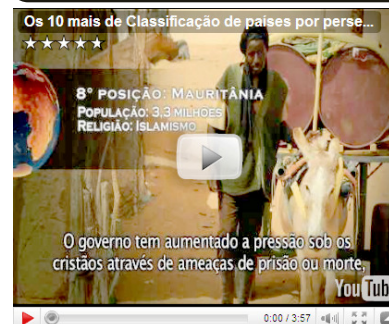 Os 10 mais de Classificação de países por perse...
8º POSIÇÃO: MAURITÂNIA
POPULAÇÃO: 3,3 MILHÕES
RELIGIÃO: ISLAMISMO
O governo tem aumentado a pressão sob os
cristãos através de ameaças de prisão ou morte.
YouTub
0:00 / 3:57